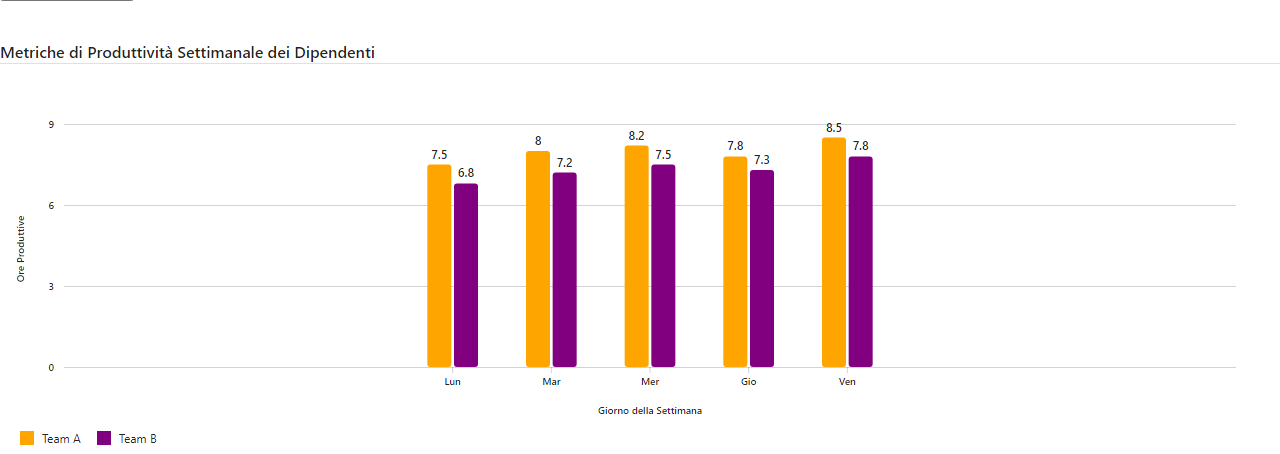 Metriche di Produttività Settimanale dei Dipendenti
9
6
3
0
Ore Produttive
7.5
6.8
8
7.2
8.2
7.5
7.8
7.3
8.5
7.8
Lun
Mar
Mer
Gio
Ven
Giorno della Settimana
Team A
Team B